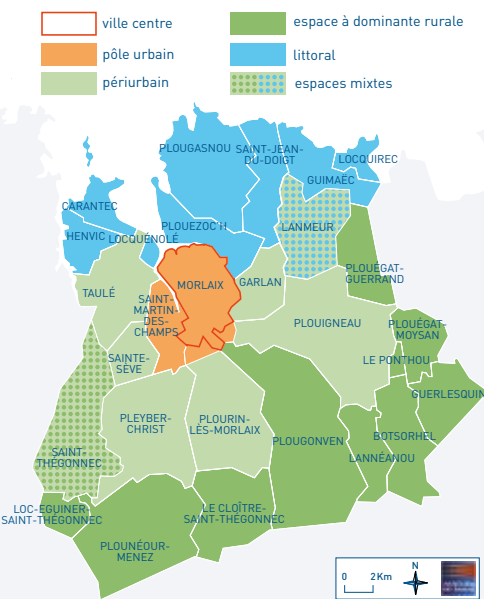 ville centre
espace à dominante rurale
pôle urbain
littoral
périurbain
espaces mixtes
PLOUGASNOU
SAINT-JEAN-
DU-DOIGT
LOCQUIREC
GUIMAËC
CARANTEC
HENVIC
LOCQUÉNOLÉ
PLOUEZOC'H
LANMEUR
TAULÉ
MORLAIX
GARLAN
PLOUÉGAT-
GUERRAND
SAINT-
MARTIN-
DES-
CHAMPS
PLOUIGNEAU
PLOUÉGAT-
MOYSAN
SAINTE-
SÈVE
LE PONTHOU
GUERLESQUIN
PLEYBER-
CHRIST
PLOURIN-
LÈS-MORLAIX
PLOUGONVEN
BOTSORHEL
LANNÉANOU
SAINT-
THÉGONNEC
LOC-EGUINER-
SAINT-THÉGONNEC
LE CLOÎTRE-
SAINT-THÉGONNEC
PLOUNÉOUR-
MENEZ
N
0 2 Km